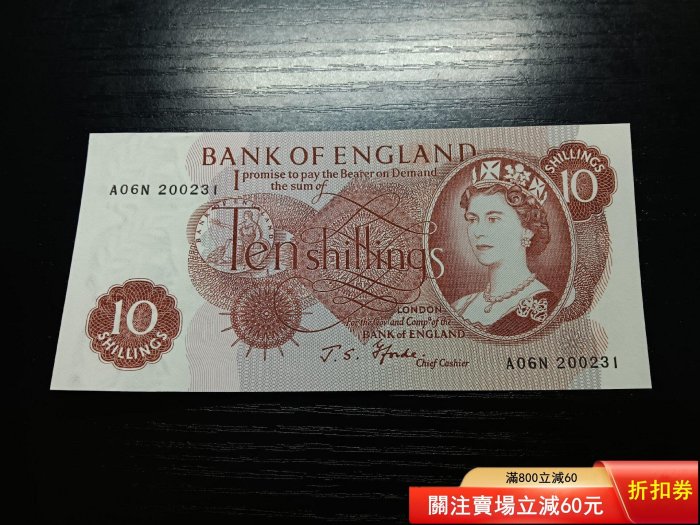 BANK OF ENGLAND
I promise to pay the Bearer on Demand
the sum of
A06N 200231
Ten shillings
10
SHILLINGS
LONDON
For the Govr and Compa of the
BANK OF ENGLAND
Chief Cashier
10
SHILLINGS
A06N 200231
滿800立減60
關注賣場立減60元
折扣券